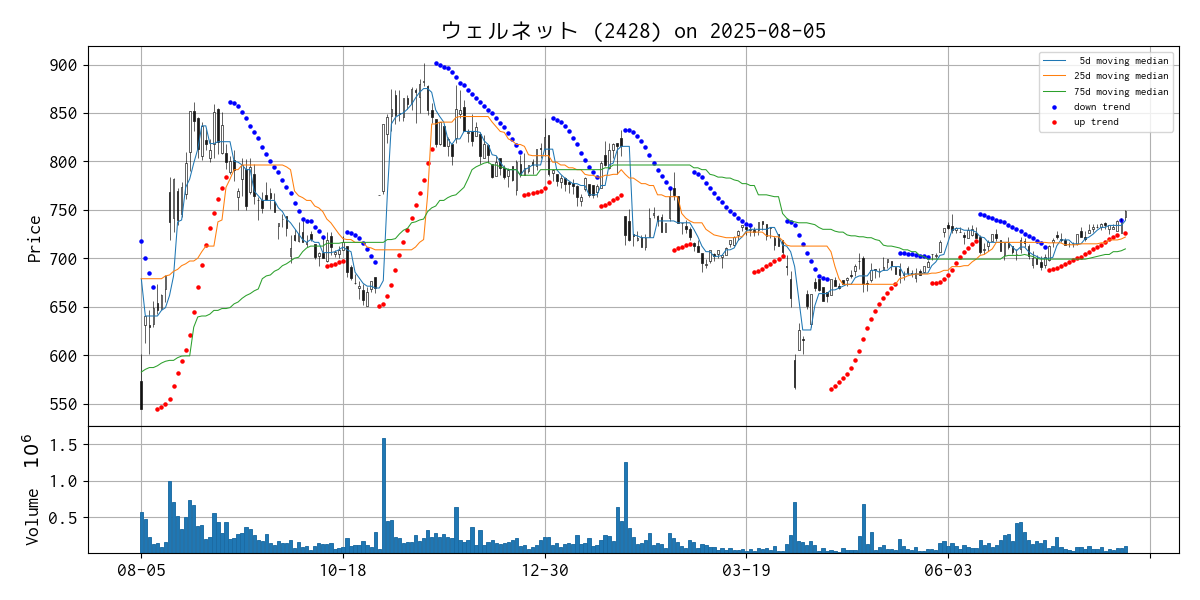 ウェルネット (2428) on 2025-08-05
5d moving median
25d moving median
75d moving median
down trend
up trend
900
850
800
750
700
650
600
550
Price
1.5
1.0
0.5
Volume 10^6
08-05
10-18
12-30
03-19
06-03